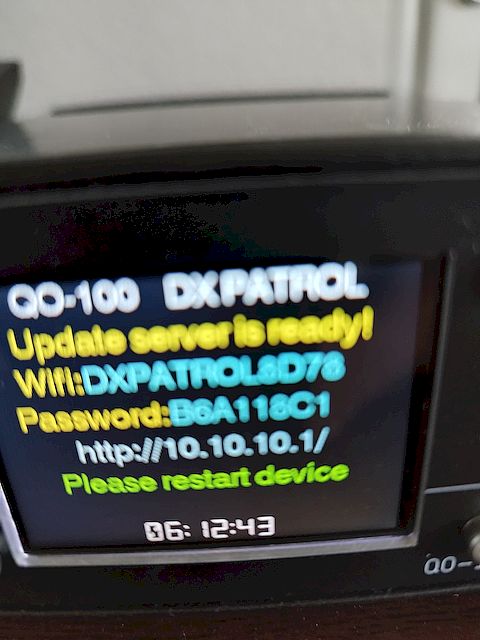 QO-100 DXPATROL
Update server is ready!
Wifi:DXPATROL8D78
Password:B6A118C1
http://10.10.10.1/
Please restart device
06:12:43
QO-